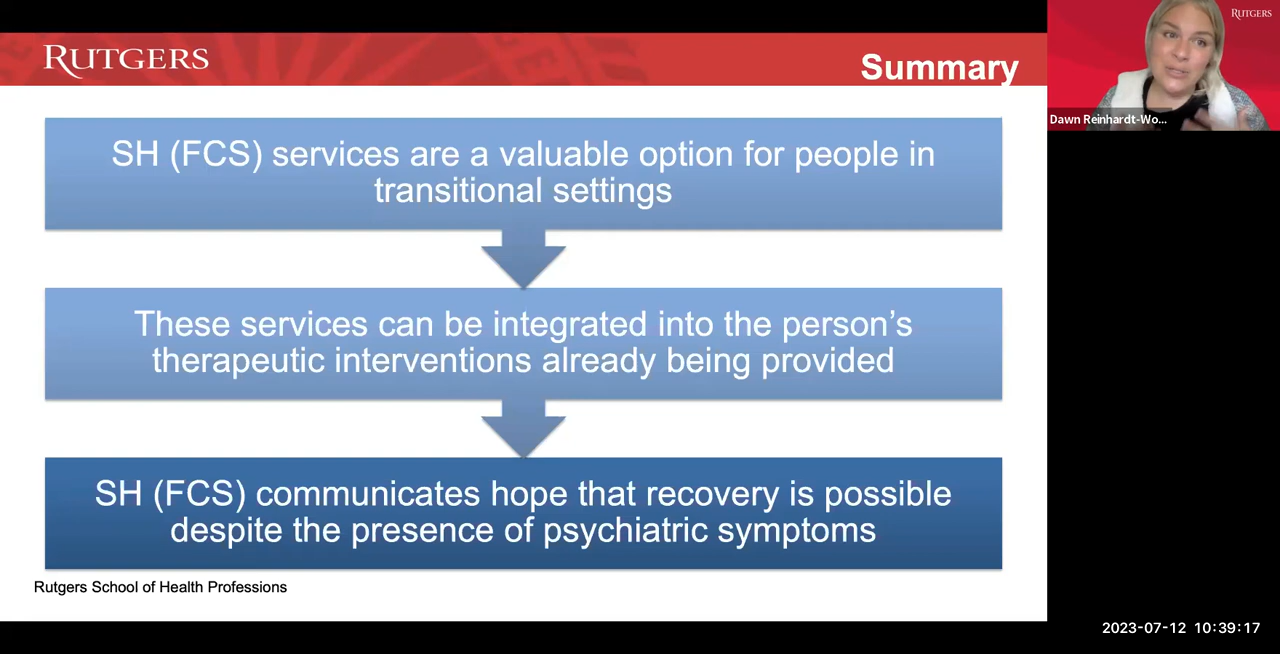 RUTGERS
Summary
SH (FCS) services are a valuable option for people in
transitional settings
These services can be integrated into the person’s
therapeutic interventions already being provided
SH (FCS) communicates hope that recovery is possible
despite the presence of psychiatric symptoms
Rutgers School of Health Professions
RUTGERS
Dawn Reinhardt-Wo...
2023-07-12 10:39:17